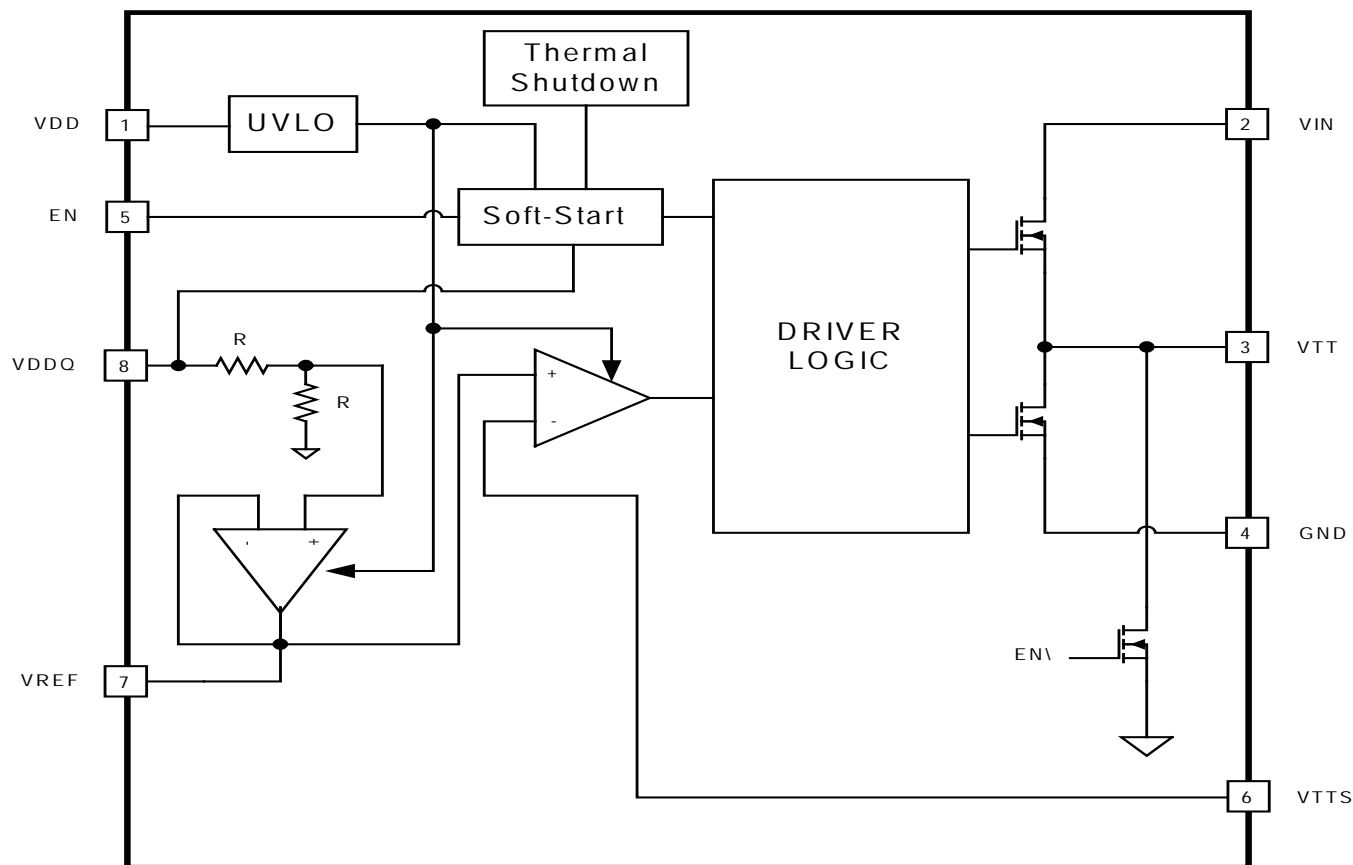 Thermal
Shutdown
VDD 1 UVLO 2 VIN
EN 5 Soft-Start
DRIVER
LOGIC
VDDQ 8 R 3 VTT
R
+
-
- +
4 GND
EN\
VREF 7
6 VTTS